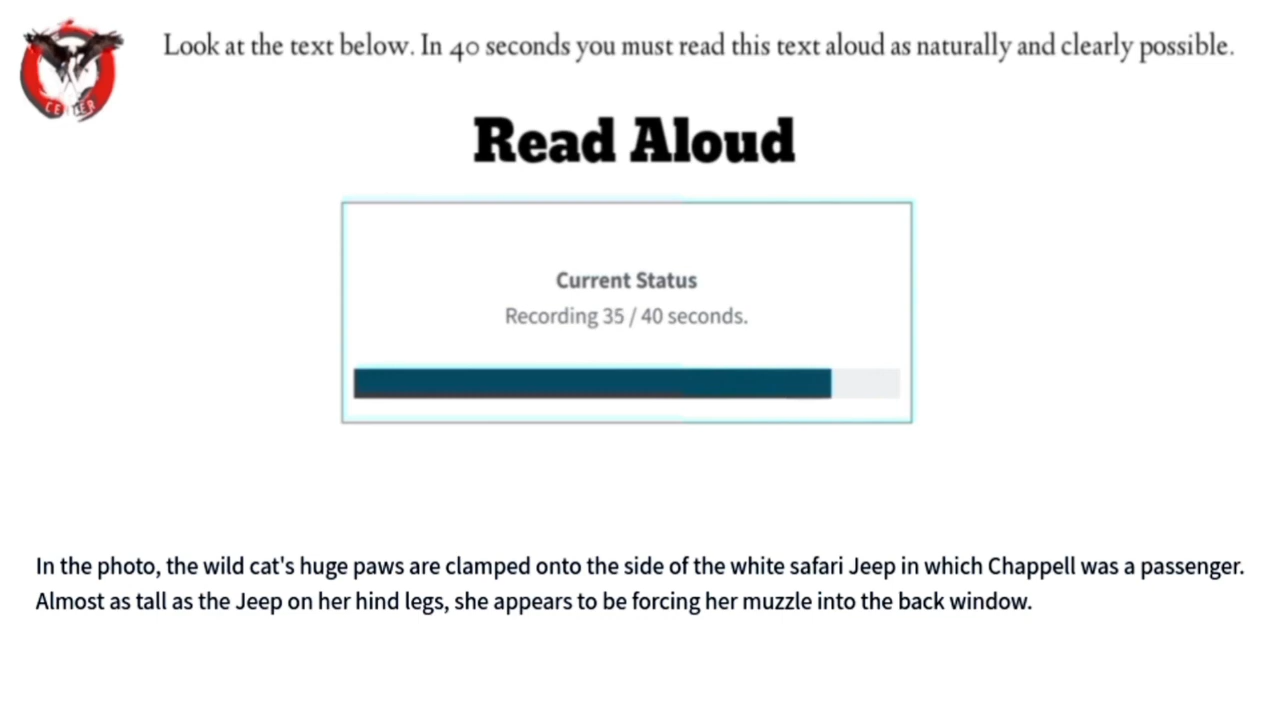 Look at the text below. In 40 seconds you must read this text aloud as naturally and clearly possible.
CENTER
Read Aloud
Current Status
Recording 35 / 40 seconds.
In the photo, the wild cat's huge paws are clamped onto the side of the white safari Jeep in which Chappell was a passenger.
Almost as tall as the Jeep on her hind legs, she appears to be forcing her muzzle into the back window.